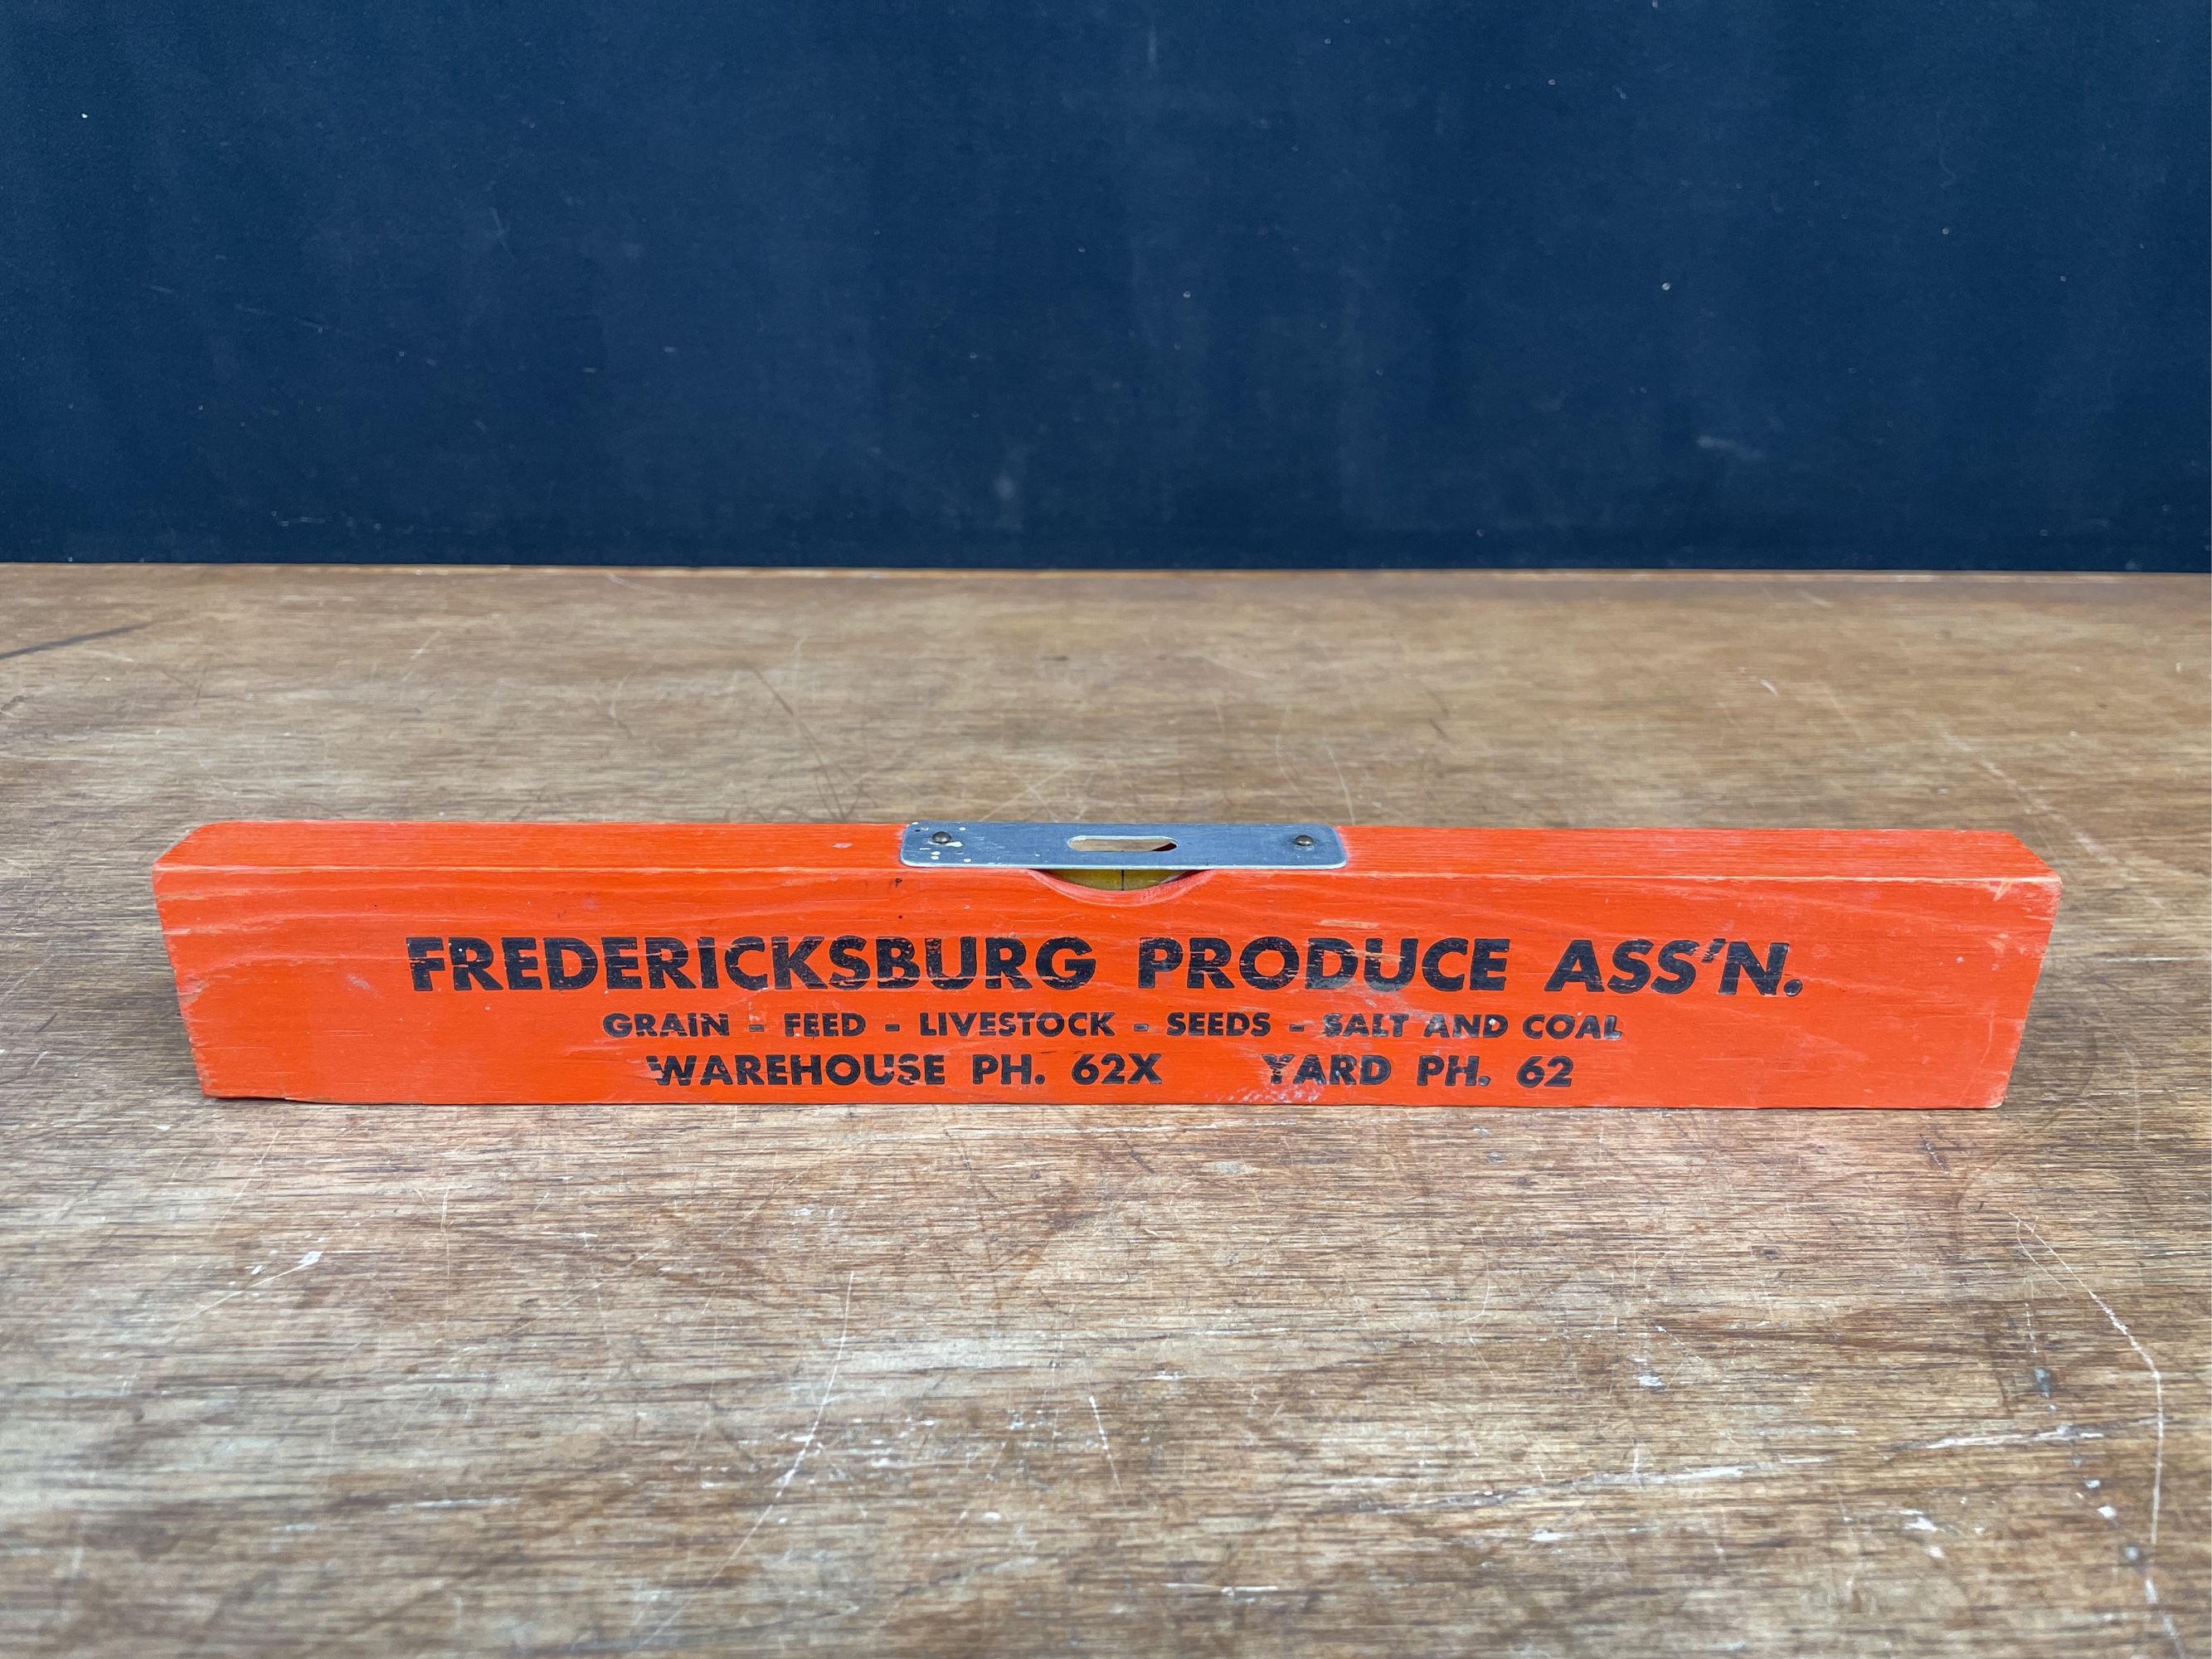 FREDERICKSBURG PRODUCE ASS'N.
GRAIN - FEED - LIVESTOCK - SEEDS - SALT AND COAL
WAREHOUSE PH. 62X YARD PH. 62